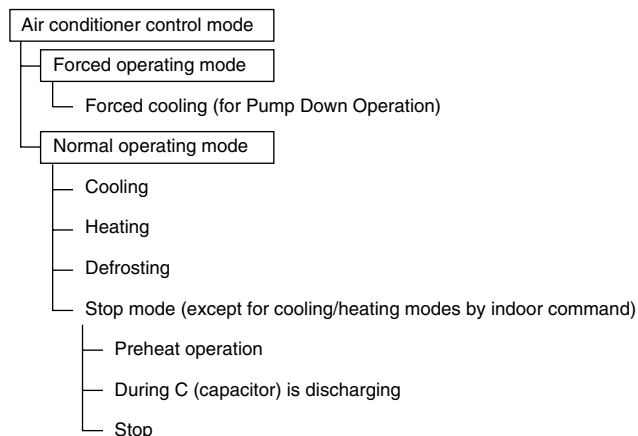 Air conditioner control mode
Forced operating mode
Forced cooling (for Pump Down Operation)
Normal operating mode
Cooling
Heating
Defrosting
Stop mode (except for cooling/heating modes by indoor command)
Preheat operation
During C (capacitor) is discharging
Stop